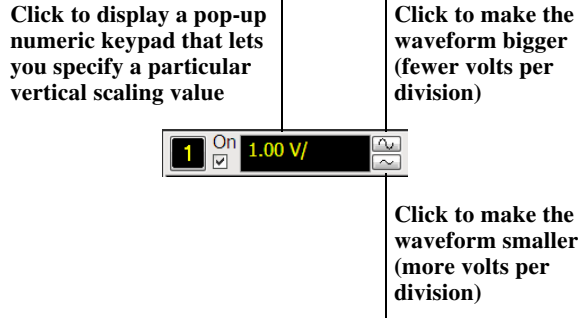 Click to display a pop-up
numeric keypad that lets
you specify a particular
vertical scaling value
Click to make the
waveform bigger
(fewer volts per
division)
1
On
1.00 V/
Click to make the
waveform smaller
(more volts per
division)